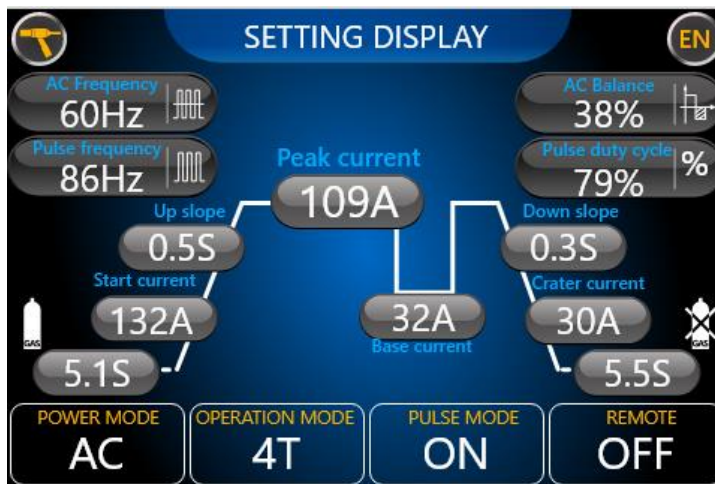 SETTING DISPLAY
EN
AC Frequency
60Hz
AC Balance
38%
Pulse frequency
86Hz
Pulse duty cycle
79%
%
Peak current
109A
Up slope
0.5S
Down slope
0.3S
Start current
132A
Crater current
30A
32A
Base current
GAS
5.1S
GAS
5.5S
POWER MODE
AC
OPERATION MODE
4T
PULSE MODE
ON
REMOTE
OFF